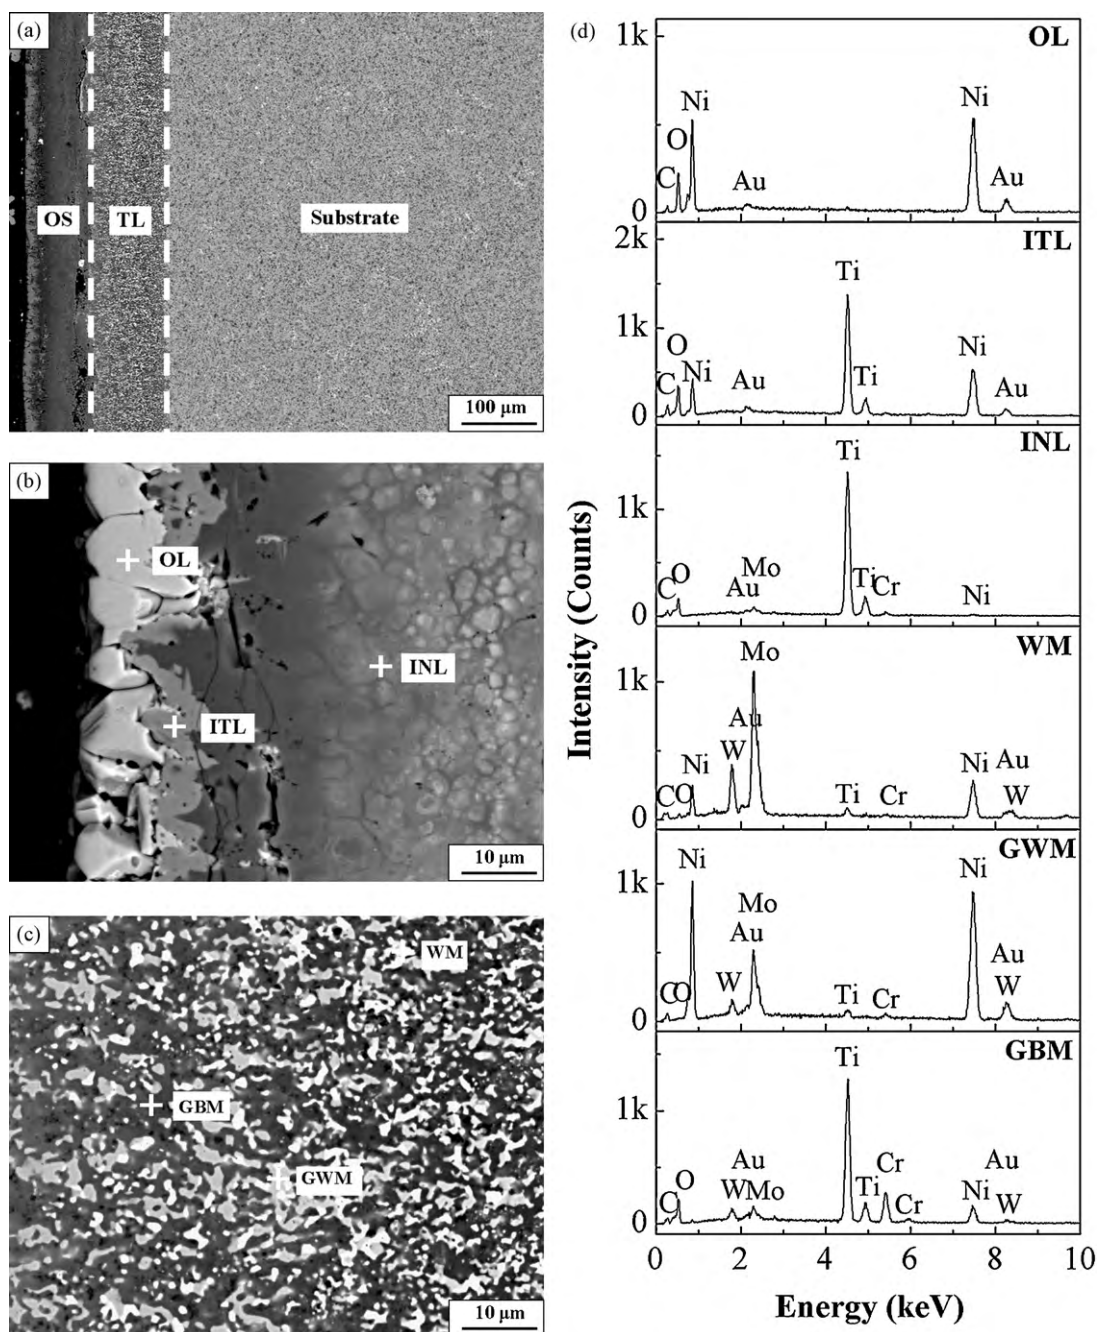 (a)
OS
TL
Substrate
100 μm
(b)
OL
INL
ITL
10 μm
(c)
WM
GBM
GWM
10 μm
(d)
Intensity (Counts)
1k
OL
Ni
Ni
O
C
Au
Au
0
2k
ITL
Ti
1k
O
Ni
C
Ni
Au
Ti
Au
0
INL
Ti
1k
Mo
O
C
Au
Ti
Cr
Ni
0
WM
Mo
1k
Au
Au
W
Ni
Ni
W
C
O
Ti
Cr
0
Ni
GWM
Ni
1k
Mo
Au
Au
C
O
W
Ti
Cr
W
0
GBM
Ti
1k
Au
Cr
Au
O
C
W
Mo
Ti
Cr
Ni
W
0
0
2
4
6
8
10
Energy (keV)